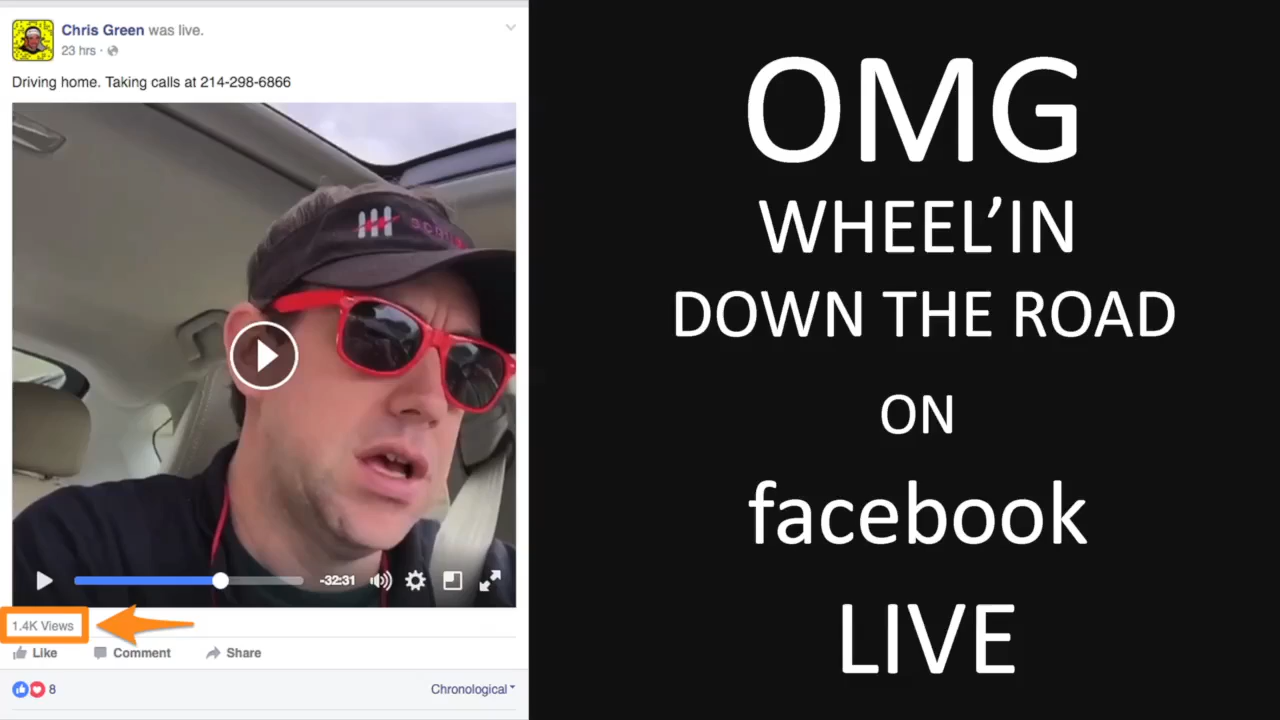 Chris Green was live.
23 hrs ·
Driving home. Taking calls at 214-298-6866
-32:31
1.4K Views
Like Comment Share
8 Chronological
OMG
WHEEL’IN
DOWN THE ROAD
ON
facebook
LIVE